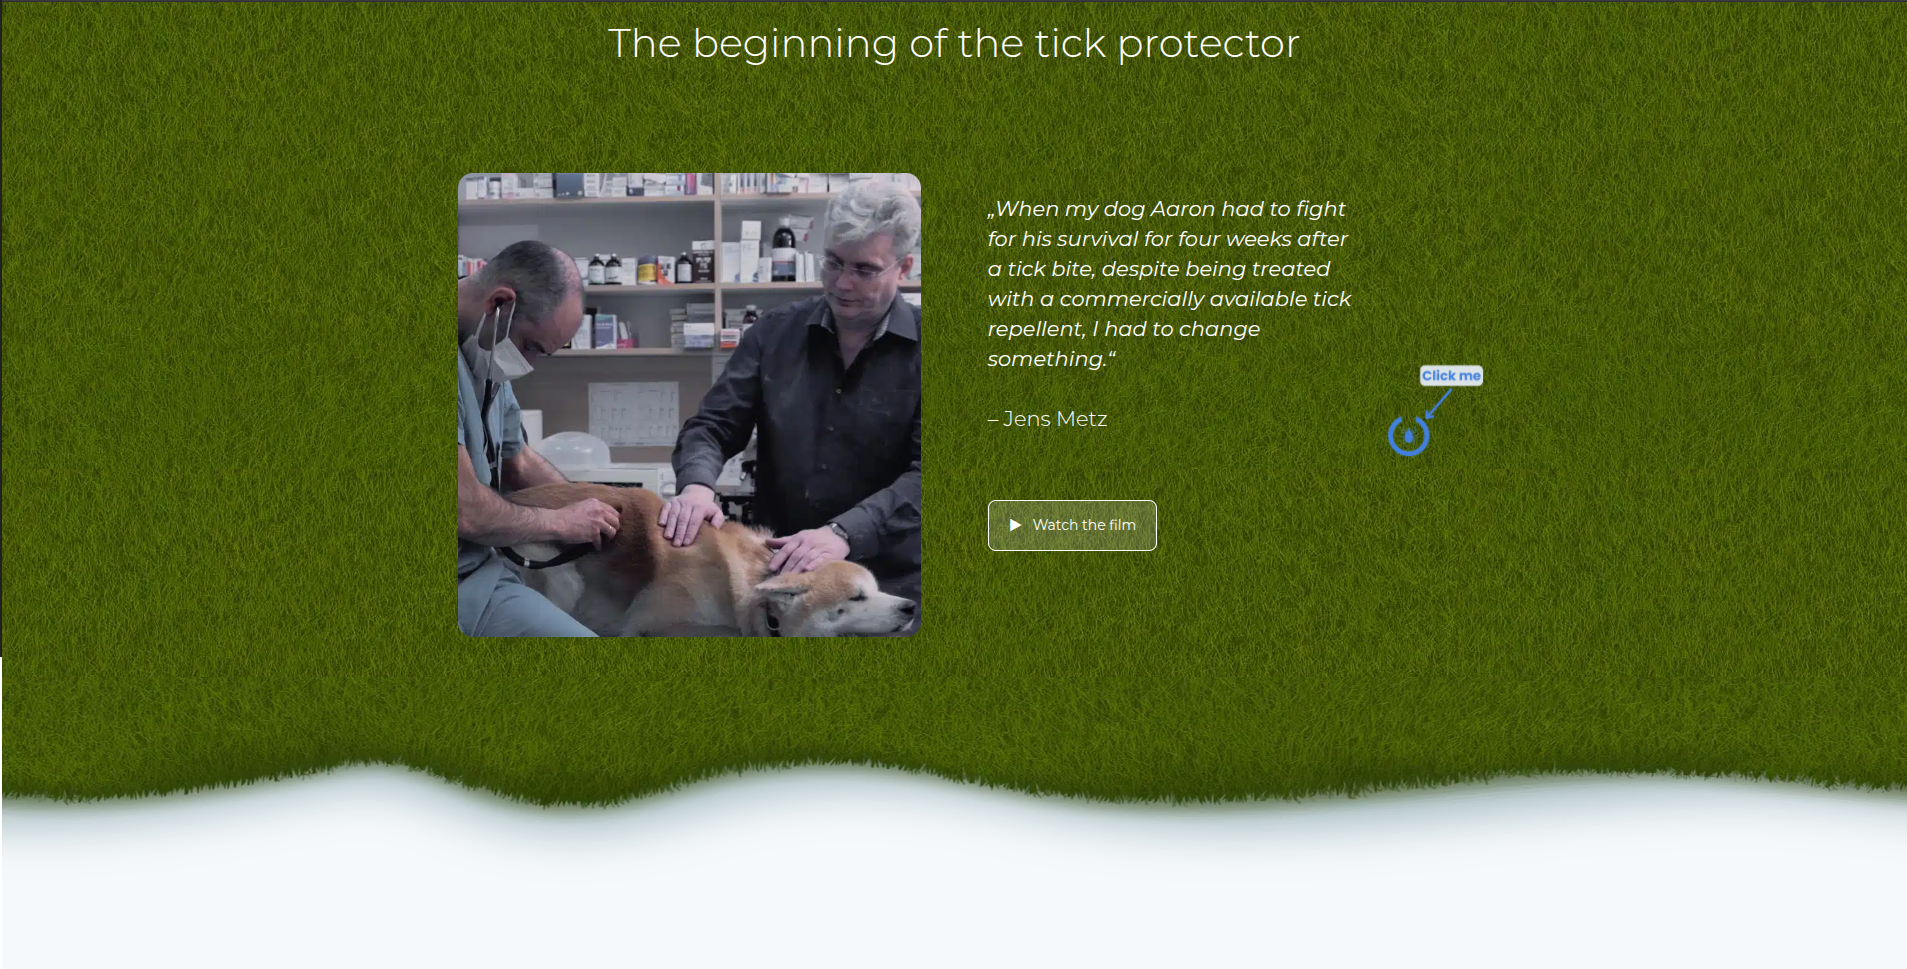 The beginning of the tick protector
„When my dog Aaron had to fight
for his survival for four weeks after
a tick bite, despite being treated
with a commercially available tick
repellent, I had to change
something.“
– Jens Metz
Click me
Watch the film